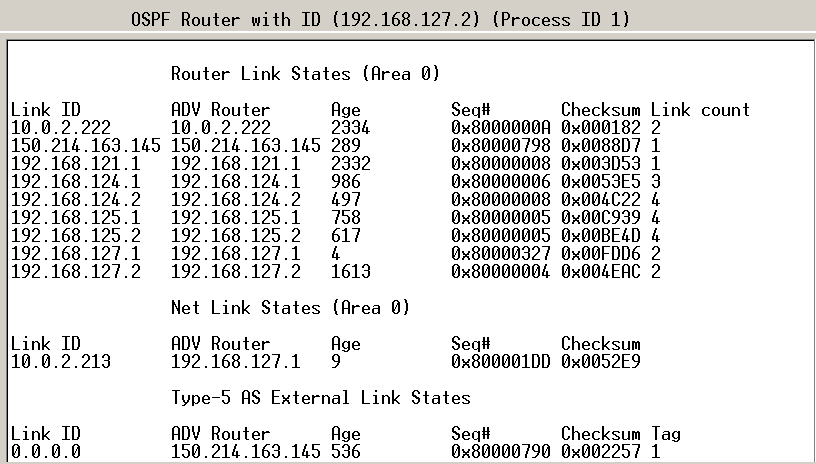 OSPF Router with ID (192.168.127.2) (Process ID 1)
Router Link States (Area 0)
Link ID ADV Router Age Seq# Checksum Link count
10.0.2.222 10.0.2.222 2334 0x8000000A 0x000182 2
150.214.163.145 150.214.163.145 289 0x80000798 0x0088D7 1
192.168.121.1 192.168.121.1 2332 0x80000008 0x003D53 1
192.168.124.1 192.168.124.1 986 0x80000006 0x0053E5 3
192.168.124.2 192.168.124.2 497 0x80000008 0x004C22 4
192.168.125.1 192.168.125.1 758 0x80000005 0x00C939 4
192.168.125.2 192.168.125.2 617 0x80000005 0x00BE4D 4
192.168.127.1 192.168.127.1 4 0x80000327 0x00FDD6 2
192.168.127.2 192.168.127.2 1613 0x80000004 0x004EAC 2
Net Link States (Area 0)
Link ID ADV Router Age Seq# Checksum
10.0.2.213 192.168.127.1 9 0x800001DD 0x0052E9
Type-5 AS External Link States
Link ID ADV Router Age Seq# Checksum Tag
0.0.0.0 150.214.163.145 536 0x80000790 0x002257 1